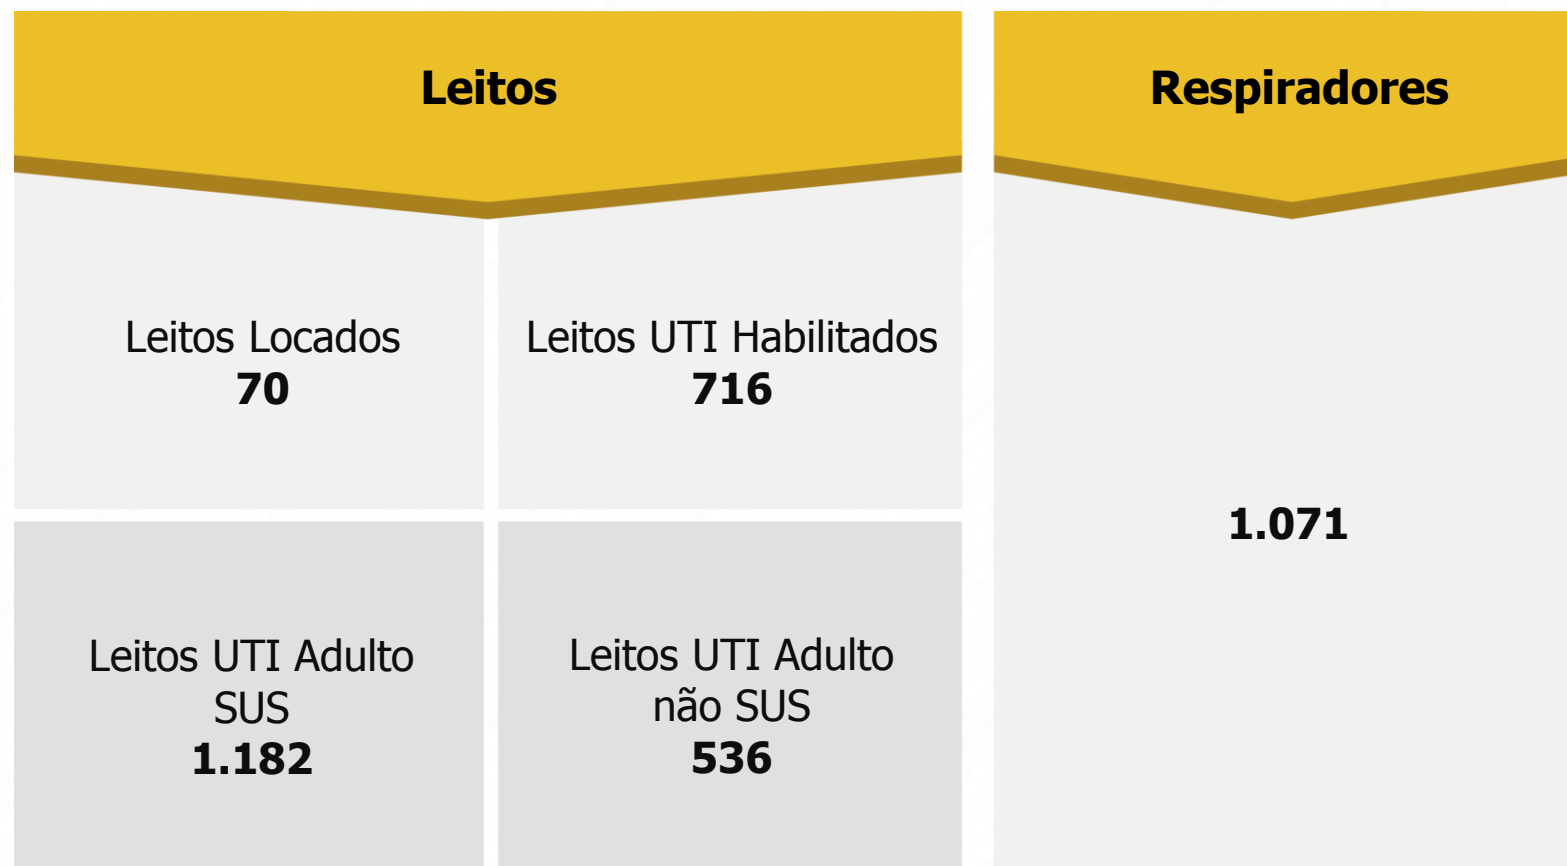 Leitos
Leitos Locados
70
Leitos UTI Habilitados
716
Leitos UTI Adulto
SUS
1.182
Leitos UTI Adulto
não SUS
536
Respiradores
1.071